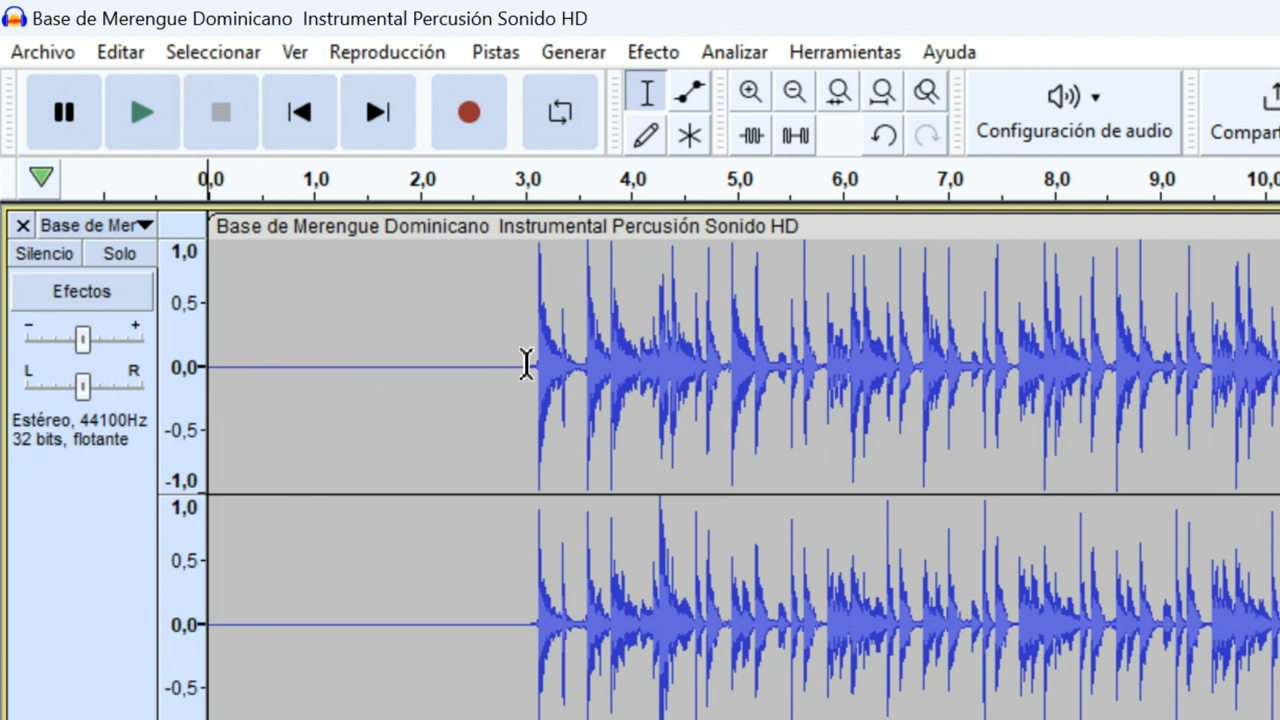 Base de Merengue Dominicano  Instrumental Percusión Sonido HD
Archivo Editar Seleccionar Ver Reproducción Pistas Generar Efecto Analizar Herramientas Ayuda
Configuración de audio
Compart
0,0 1,0 2,0 3,0 4,0 5,0 6,0 7,0 8,0 9,0 10,0
Base de Mer
Base de Merengue Dominicano  Instrumental Percusión Sonido HD
Silencio Solo
Efectos
- +
L R
Estéreo, 44100Hz
32 bits, flotante
1,0
0,5-
0,0-
-0,5-
-1,0
1,0
0,5-
0,0-
-0,5-